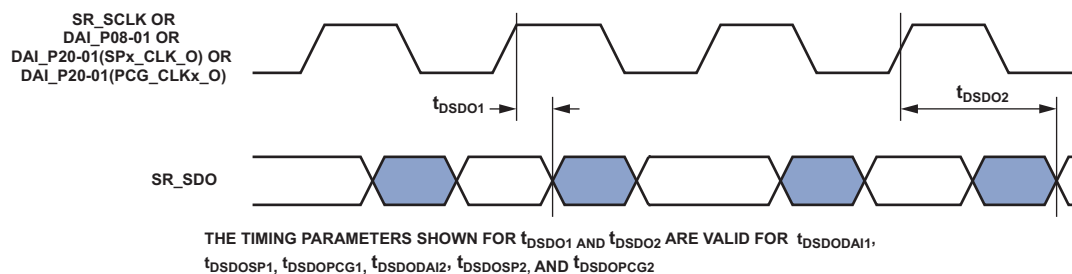 SR_SCLK OR
DAI_P08-01 OR
DAI_P20-01(SPx_CLK_O) OR
DAI_P20-01(PCG_CLKx_O)
tDSDO1
tDSDO2
SR_SDO
THE TIMING PARAMETERS SHOWN FOR tDSDO1 AND tDSDO2 ARE VALID FOR tDSDODAI1,
tDSDOSP1, tDSDOPCG1, tDSDODAI2, tDSDOSP2, AND tDSDOPCG2